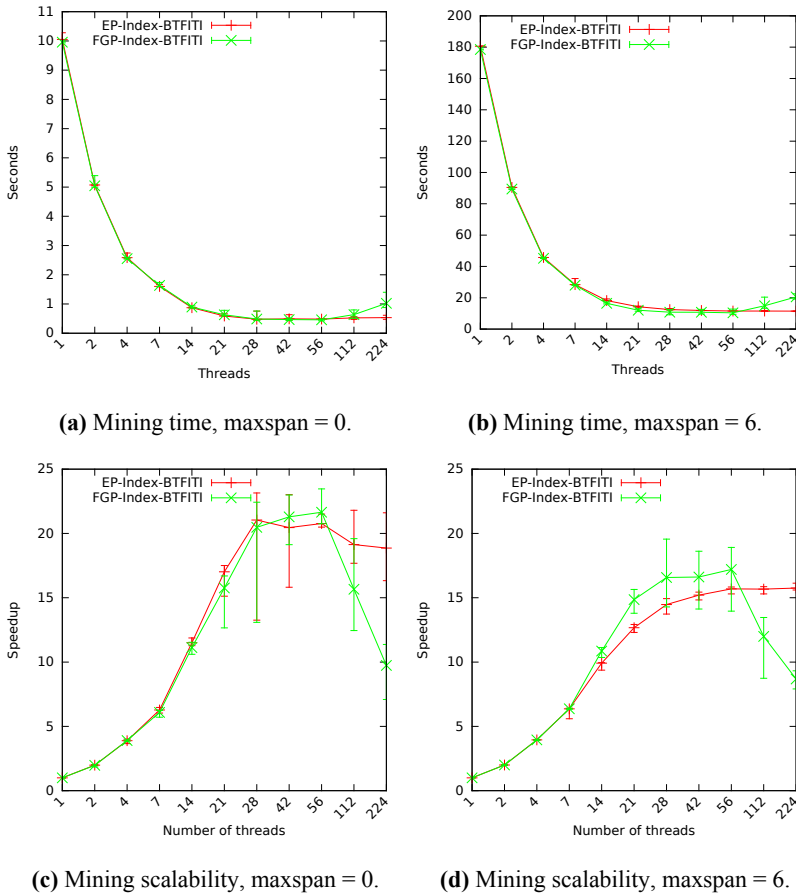 EP-Index-BTFITI
FGP-Index-BTFITI
11
10
9
8
7
6
5
4
3
2
1
0
Seconds
1 2 4 7 14 21 28 42 56 112 224
Threads
(a) Mining time, maxspan = 0.
EP-Index-BTFITI
FGP-Index-BTFITI
200
180
160
140
120
100
80
60
40
20
0
Seconds
1 2 4 7 14 21 28 42 56 112 224
Threads
(b) Mining time, maxspan = 6.
EP-Index-BTFITI
FGP-Index-BTFITI
25
20
15
10
5
0
Speedup
1 2 4 7 14 21 28 42 56 112 224
Number of threads
(c) Mining scalability, maxspan = 0.
EP-Index-BTFITI
FGP-Index-BTFITI
25
20
15
10
5
0
Speedup
1 2 4 7 14 21 28 42 56 112 224
Number of threads
(d) Mining scalability, maxspan = 6.